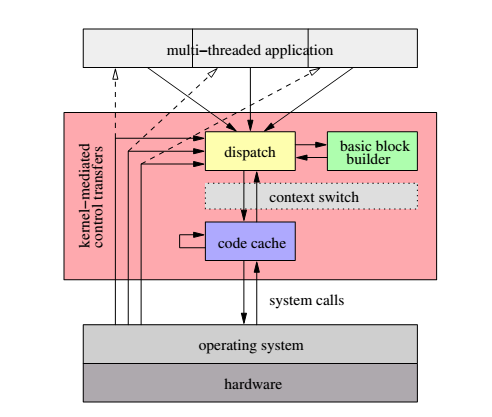 multi−threaded application
kernel−mediated
control transfers
dispatch
basic block
builder
context switch
code cache
system calls
operating system
hardware